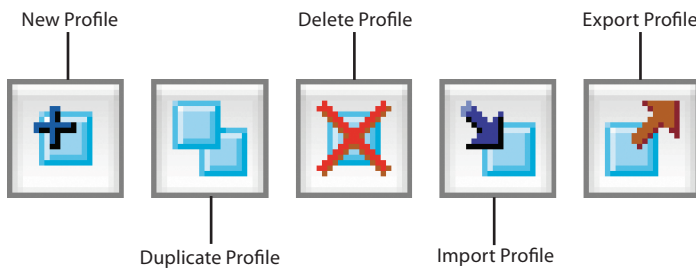 New Profile
Delete Profile
Export Profile
Duplicate Profile
Import Profile